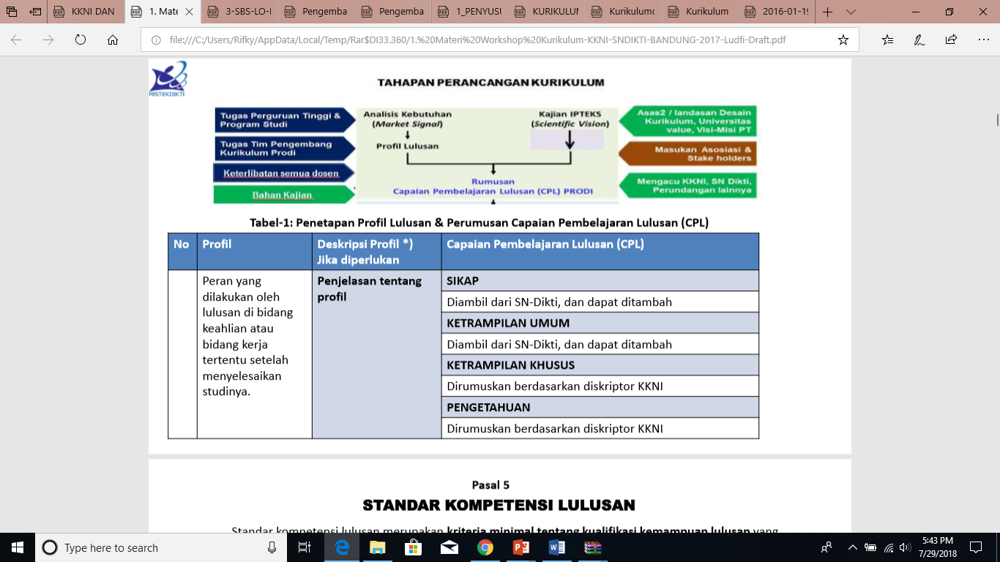 KKNI DAN
1. Mate
3-SBS-LO-I
Pengemba
Pengemba
1_PENYUSU
KURIKULUM
Kurikulumo
Kurikulum
2016-01-19
file:///C:/Users/Rifky/AppData/Local/Temp/Rar$DI33.360/1.%20Materi%20Workshop%20Kurikulum-KKNI-SNDIKTI-BANDUNG-2017-Ludfi-Draft.pdf
RISTEKDIKTI
TAHAPAN PERANCANGAN KURIKULUM
Tugas Perguruan Tinggi &
Program Studi
Tugas Tim Pengembang
Kurikulum Prodi
Keterlibatan semua dosen
Bahan Kajian
Analisis Kebutuhan
(Market Signal)
Profil Lulusan
Kajian IPTEKS
(Scientific Vision)
Rumusan
Capaian Pembelajaran Lulusan (CPL) PRODI
Asas2 / landasan Desain
Kurikulum, Universitas
value, Visi-Misi PT
Masukan Asosiasi &
Stake holders
Mengacu KKNI, SN Dikti,
Perundangan lainnya
Tabel-1: Penetapan Profil Lulusan & Perumusan Capaian Pembelajaran Lulusan (CPL)
No
Profil
Deskripsi Profil *)
Jika diperlukan
Capaian Pembelajaran Lulusan (CPL)
Peran yang
dilakukan oleh
lulusan di bidang
keahlian atau
bidang kerja
tertentu setelah
menyelesaikan
studinya.
Penjelasan tentang
profil
SIKAP
Diambil dari SN-Dikti, dan dapat ditambah
KETRAMPILAN UMUM
Diambil dari SN-Dikti, dan dapat ditambah
KETRAMPILAN KHUSUS
Dirumuskan berdasarkan diskriptor KKNI
PENGETAHUAN
Dirumuskan berdasarkan diskriptor KKNI
Pasal 5
STANDAR KOMPETENSI LULUSAN
Standar kompetensi lulusan merupakan kriteria minimal tentang kualifikasi kemampuan lulusan yang
Type here to search
5:43 PM
7/29/2018